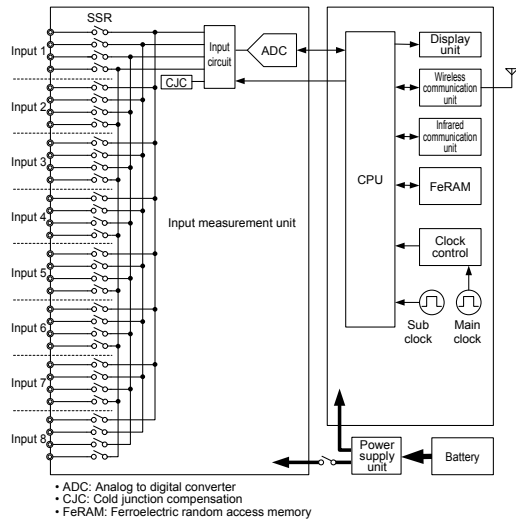 SSR
Input 1
Input 2
Input 3
Input 4
Input 5
Input 6
Input 7
Input 8
Input
circuit
ADC
CJC
Input measurement unit
CPU
Display
unit
Wireless
communication
unit
Infrared
communication
unit
FeRAM
Clock
control
Sub
clock
Main
clock
Power
supply
unit
Battery
• ADC: Analog to digital converter
• CJC: Cold junction compensation
• FeRAM: Ferroelectric random access memory